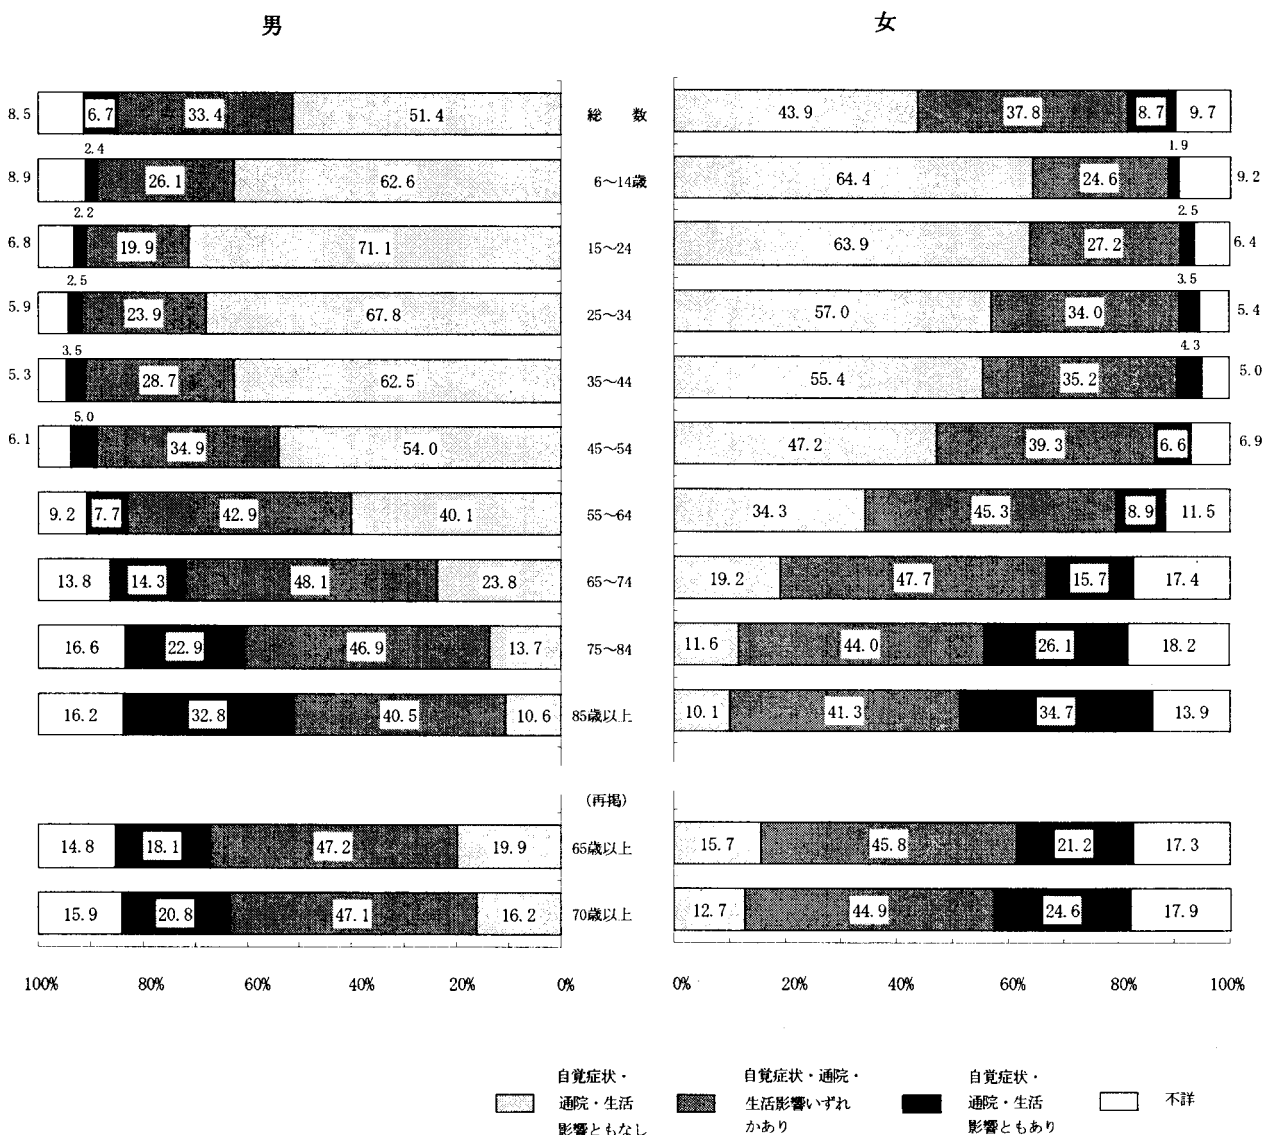 男 女
8.5 6.7 33.4 51.4 総 数 43.9 37.8 8.7 9.7
2.4 1.9
8.9 26.1 62.6 6〜14歳 64.4 24.6 9.2
2.2 2.5
6.8 19.9 71.1 15〜24 63.9 27.2 6.4
2.5 3.5
5.9 23.9 67.8 25〜34 57.0 34.0 5.4
3.5 4.3
5.3 28.7 62.5 35〜44 55.4 35.2 5.0
5.0
6.1 34.9 54.0 45〜54 47.2 39.3 6.6 6.9
9.2 7.7 42.9 40.1 55〜64 34.3 45.3 8.9 11.5
13.8 14.3 48.1 23.8 65〜74 19.2 47.7 15.7 17.4
16.6 22.9 46.9 13.7 75〜84 11.6 44.0 26.1 18.2
16.2 32.8 40.5 10.6 85歳以上 10.1 41.3 34.7 13.9
(再掲)
14.8 18.1 47.2 19.9 65歳以上 15.7 45.8 21.2 17.3
15.9 20.8 47.1 16.2 70歳以上 12.7 44.9 24.6 17.9
100% 80% 60% 40% 20% 0% 0% 20% 40% 60% 80% 100%
自覚症状・
通院・生活
影響ともなし
自覚症状・通院・
生活影響いずれ
かあり
自覚症状・
通院・生活
影響ともあり
不詳